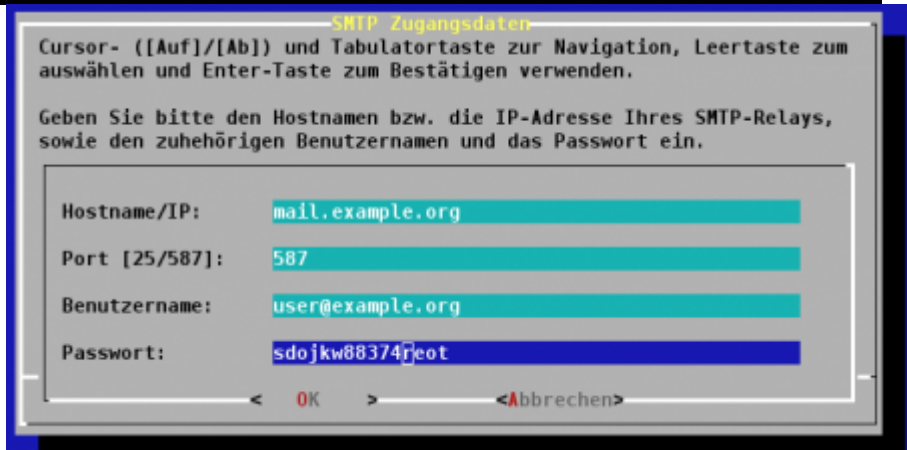 SMTP Zugangsdaten
Cursor- ([Auf]/[Ab]) und Tabulatortaste zur Navigation, Leertaste zum
auswählen und Enter-Taste zum Bestätigen verwenden.
Geben Sie bitte den Hostnamen bzw. die IP-Adresse Ihres SMTP-Relays,
sowie den zuhehörigen Benutzernamen und das Passwort ein.
Hostname/IP: mail.example.org
Port [25/587]: 587
Benutzername: user@example.org
Passwort: sdojkw88374reot
< OK > <Abbrechen>